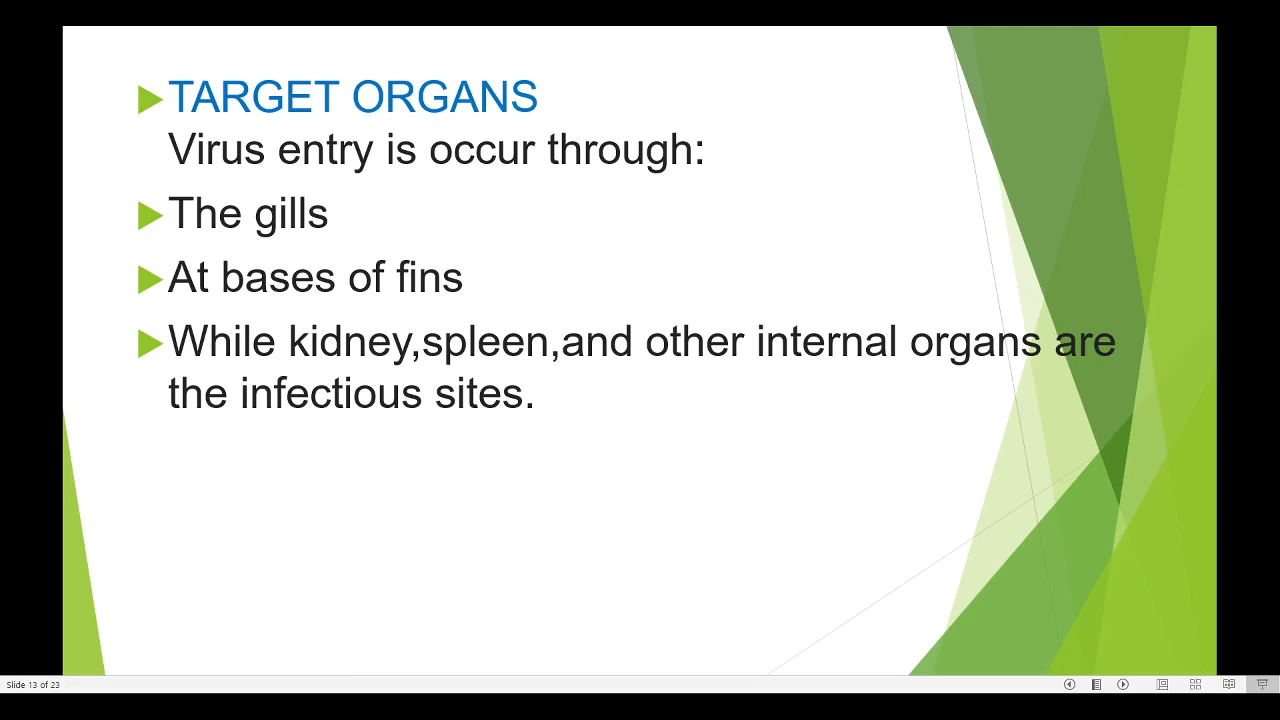 TARGET ORGANS
Virus entry is occur through:
The gills
At bases of fins
While kidney,spleen,and other internal organs are
the infectious sites.
Slide 13 of 23